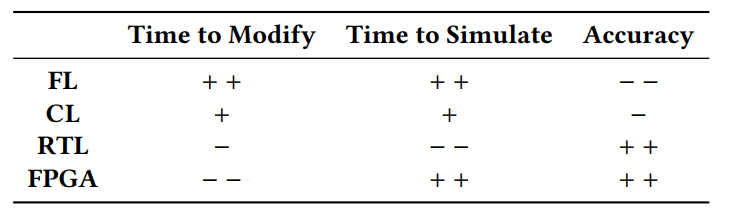 Time to Modify Time to Simulate Accuracy
FL + + + + − −
CL + + −
RTL − − − + +
FPGA − − + + + +